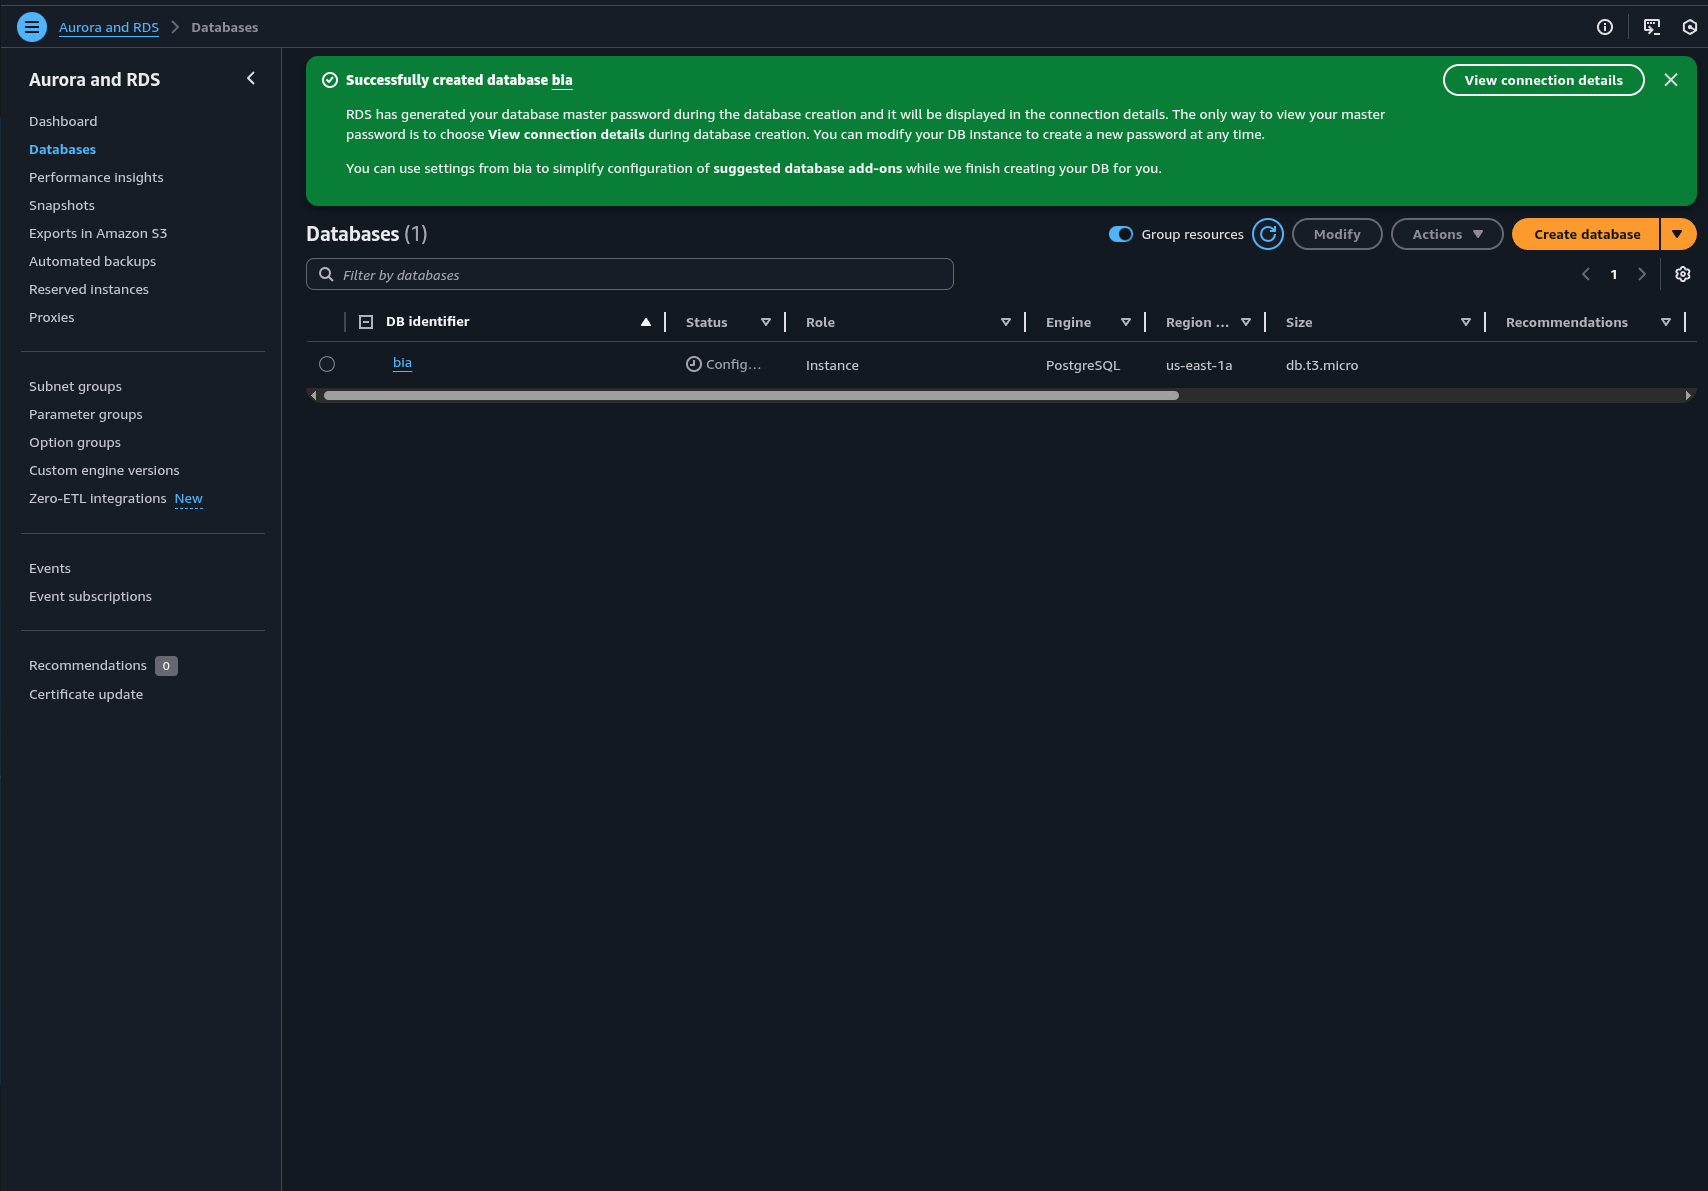 Aurora and RDS > Databases
Aurora and RDS
Dashboard
Databases
Performance insights
Snapshots
Exports in Amazon S3
Automated backups
Reserved instances
Proxies
Subnet groups
Parameter groups
Option groups
Custom engine versions
Zero-ETL integrations New
Events
Event subscriptions
Recommendations 0
Certificate update
Successfully created database bia
View connection details
RDS has generated your database master password during the database creation and it will be displayed in the connection details. The only way to view your master
password is to choose View connection details during database creation. You can modify your DB instance to create a new password at any time.
You can use settings from bia to simplify configuration of suggested database add-ons while we finish creating your DB for you.
Databases (1)
Group resources
Modify
Actions
Create database
Filter by databases
1
DB identifier Status Role Engine Region ... Size Recommendations
bia Config... Instance PostgreSQL us-east-1a db.t3.micro